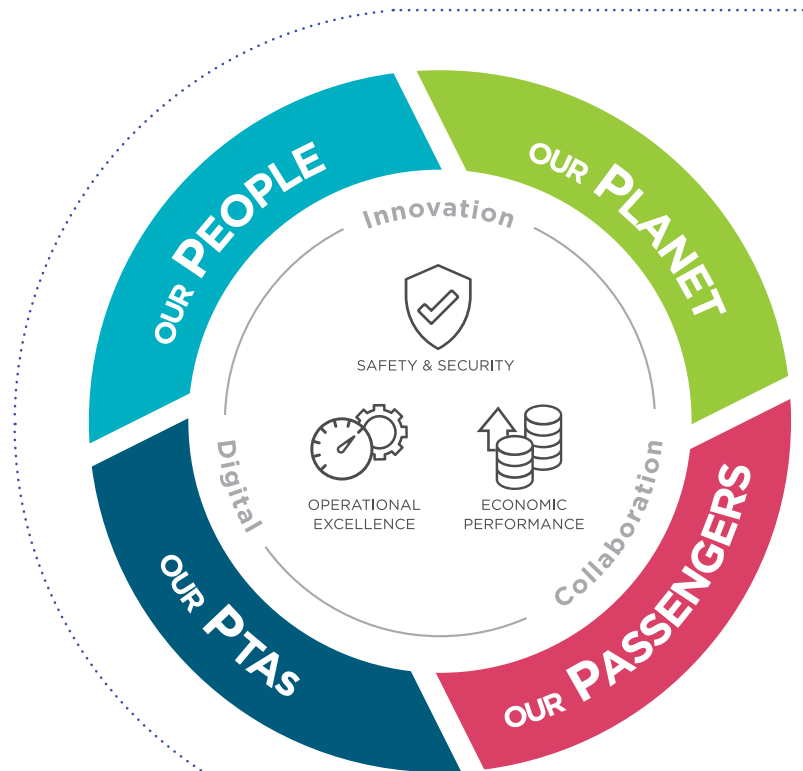 OUR PEOPLE
OUR PLANET
Innovation
SAFETY & SECURITY
Digital
OPERATIONAL
EXCELLENCE
ECONOMIC
PERFORMANCE
Collaboration
OUR PTAs
OUR PASSENGERS